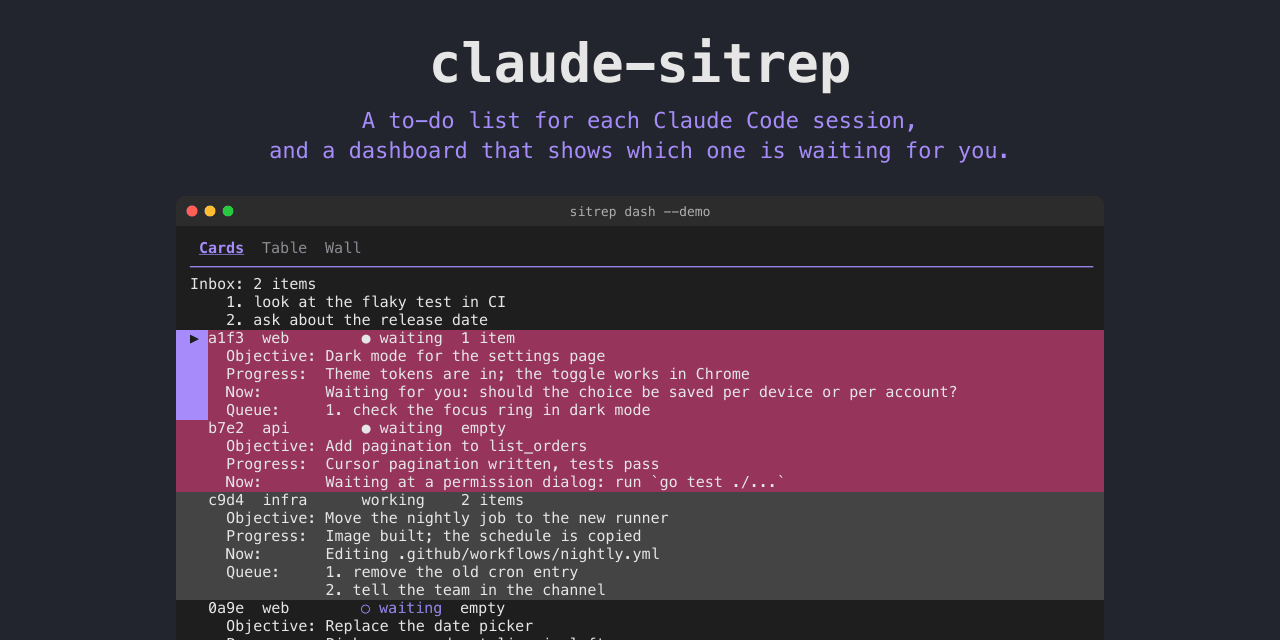 claude-sitrep
A to-do list for each Claude Code session,
and a dashboard that shows which one is waiting for you.
sitrep dash --demo
Cards Table Wall
Inbox: 2 items
1. look at the flaky test in CI
2. ask about the release date
▶ a1f3 web ● waiting 1 item
Objective: Dark mode for the settings page
Progress: Theme tokens are in; the toggle works in Chrome
Now: Waiting for you: should the choice be saved per device or per account?
Queue: 1. check the focus ring in dark mode
b7e2 api ● waiting empty
Objective: Add pagination to list_orders
Progress: Cursor pagination written, tests pass
Now: Waiting at a permission dialog: run `go test ./...`
c9d4 infra working 2 items
Objective: Move the nightly job to the new runner
Progress: Image built; the schedule is copied
Now: Editing .github/workflows/nightly.yml
Queue: 1. remove the old cron entry
2. tell the team in the channel
0a9e web ○ waiting empty
Objective: Replace the date picker